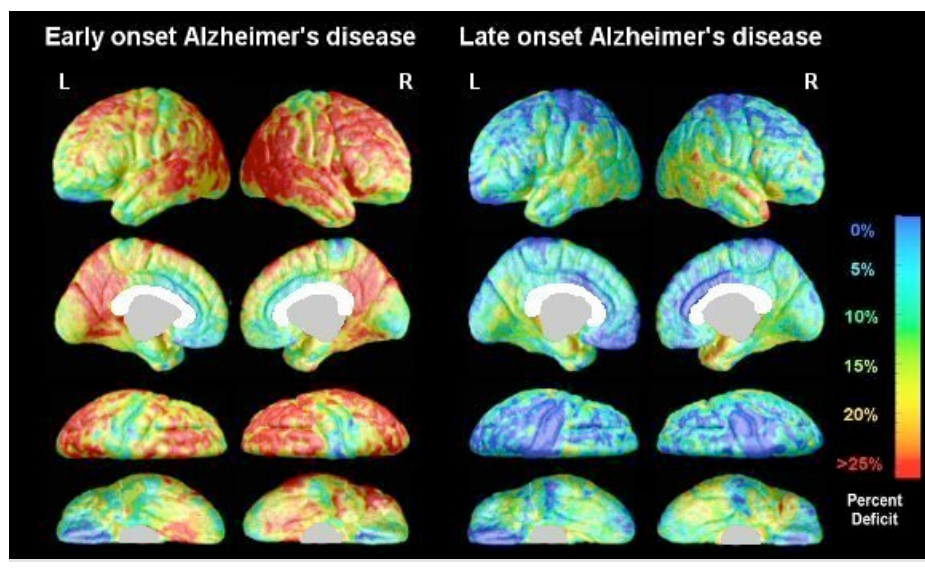 Early onset Alzheimer's disease
Late onset Alzheimer's disease
L
R
L
R
0%
5%
10%
15%
20%
>25%
Percent
Deficit